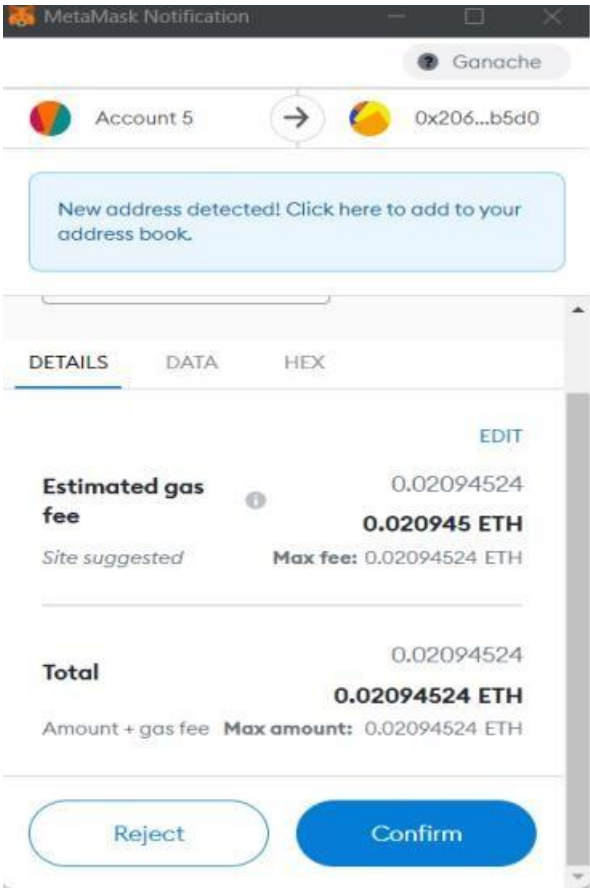 MetaMask Notification
Ganache
Account 5
0x206...b5d0
New address detected! Click here to add to your
address book.
DETAILS DATA HEX
EDIT
Estimated gas
fee
0.02094524
0.020945 ETH
Site suggested Max fee: 0.02094524 ETH
0.02094524
Total
0.02094524 ETH
Amount + gas fee Max amount: 0.02094524 ETH
Reject Confirm